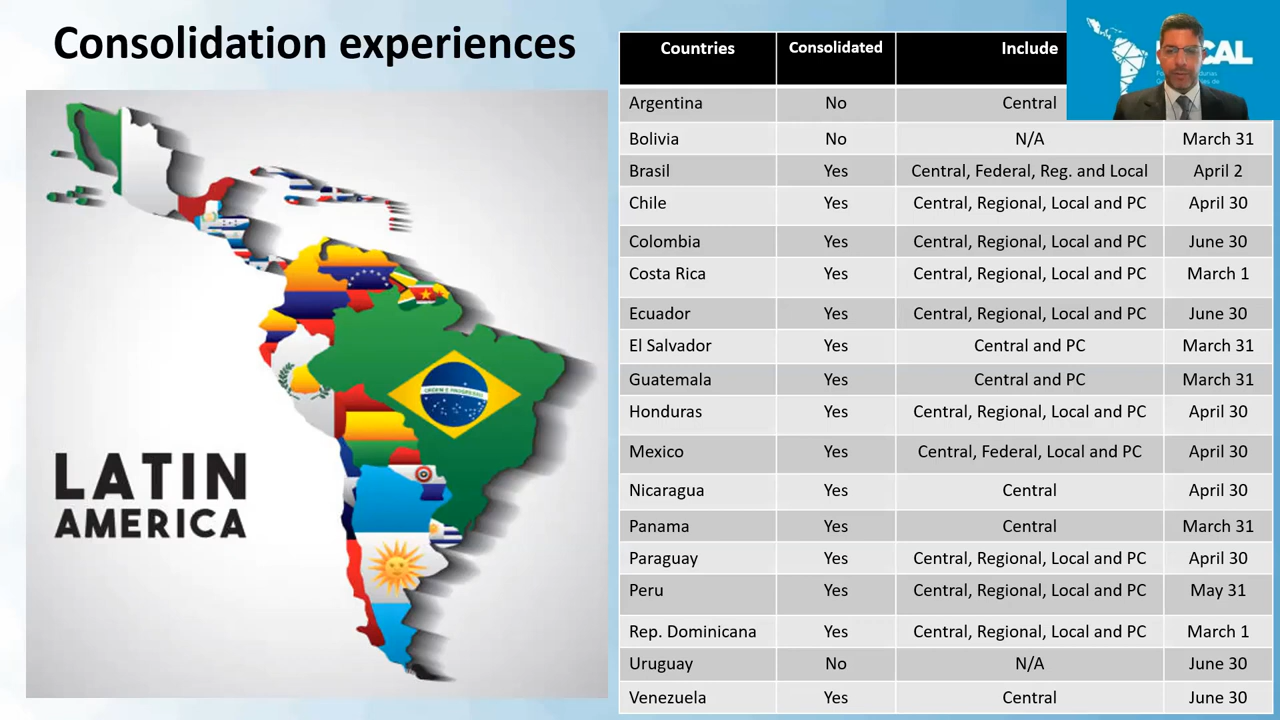 Consolidation experiences
LATIN
AMERICA
Countries Consolidated Include
Argentina No Central
Bolivia No N/A March 31
Brasil Yes Central, Federal, Reg. and Local April 2
Chile Yes Central, Regional, Local and PC April 30
Colombia Yes Central, Regional, Local and PC June 30
Costa Rica Yes Central, Regional, Local and PC March 1
Ecuador Yes Central, Regional, Local and PC June 30
El Salvador Yes Central and PC March 31
Guatemala Yes Central and PC March 31
Honduras Yes Central, Regional, Local and PC April 30
Mexico Yes Central, Federal, Local and PC April 30
Nicaragua Yes Central April 30
Panama Yes Central March 31
Paraguay Yes Central, Regional, Local and PC April 30
Peru Yes Central, Regional, Local and PC May 31
Rep. Dominicana Yes Central, Regional, Local and PC March 1
Uruguay No N/A June 30
Venezuela Yes Central June 30